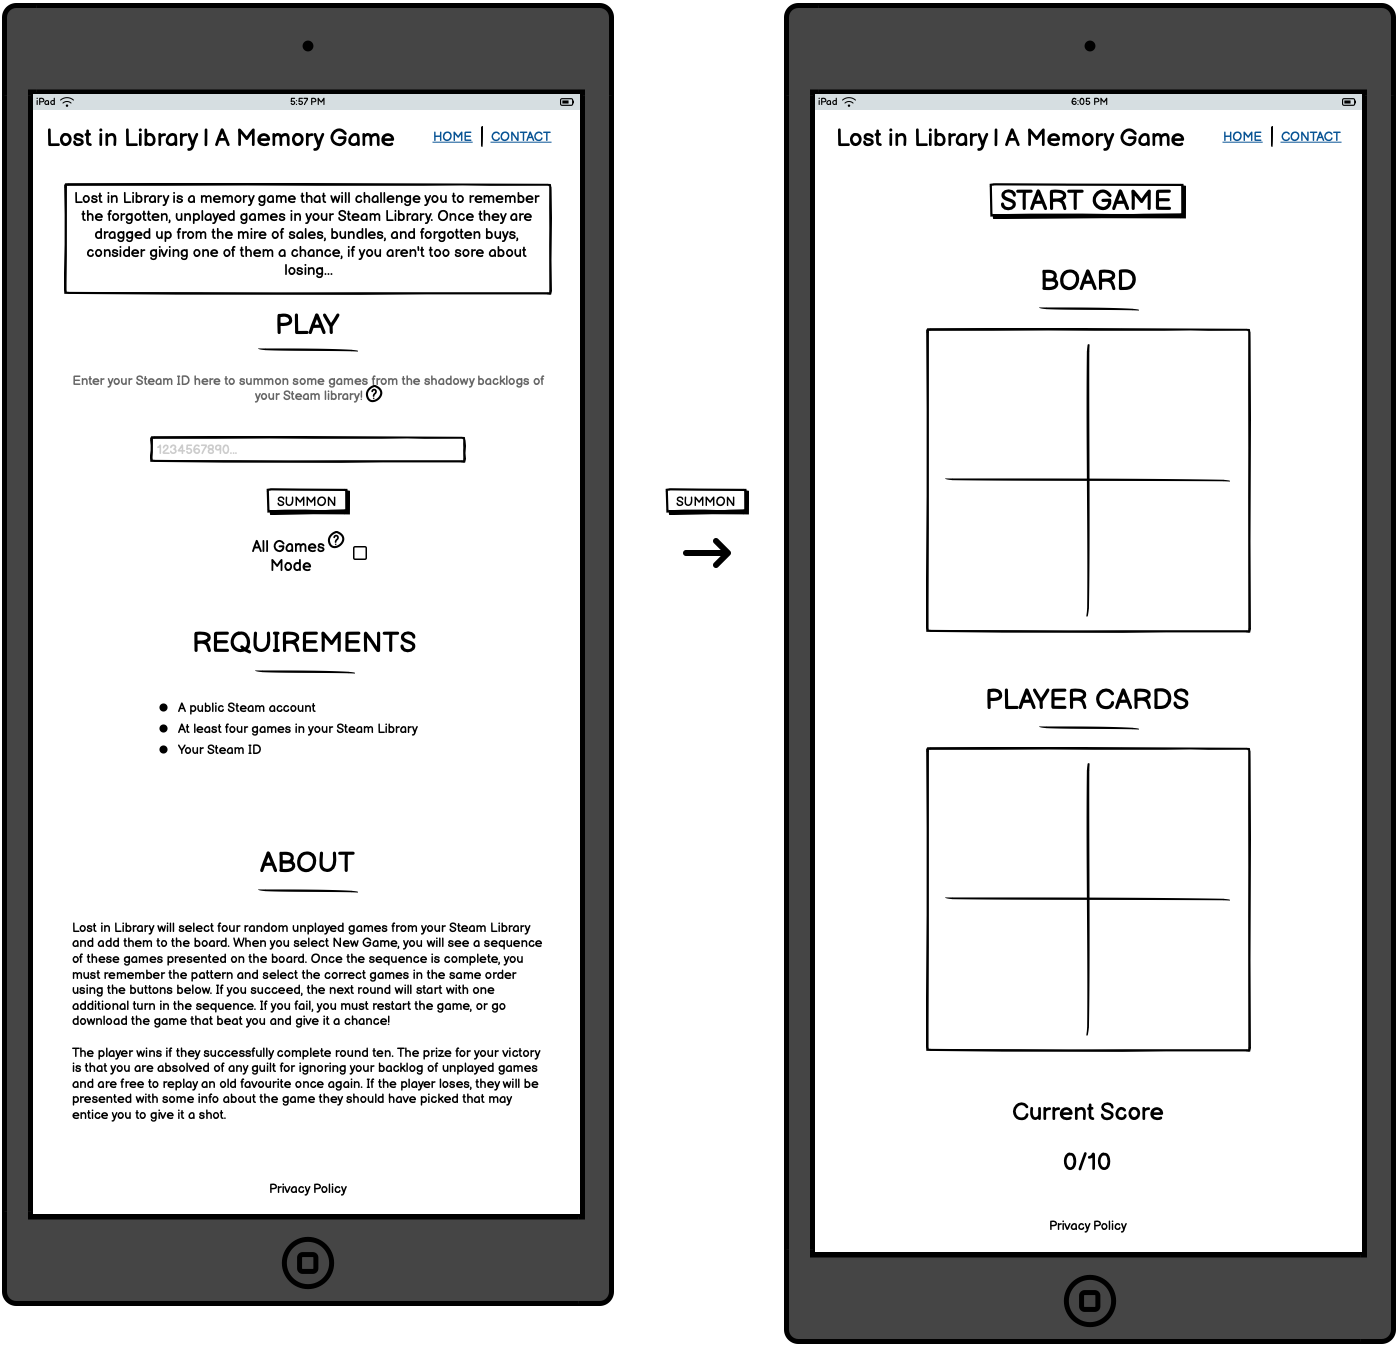 iPad
5:57 PM
Lost in Library | A Memory Game
HOME | CONTACT
Lost in Library is a memory game that will challenge you to remember
the forgotten, unplayed games in your Steam Library. Once they are
dragged up from the mire of sales, bundles, and forgotten buys,
consider giving one of them a chance, if you aren't too sore about
losing...
PLAY
Enter your Steam ID here to summon some games from the shadowy backlogs of
your Steam library! ?
1234567890...
SUMMON
All Games ?
Mode
REQUIREMENTS
A public Steam account
At least four games in your Steam Library
Your Steam ID
ABOUT
Lost in Library will select four random unplayed games from your Steam Library
and add them to the board. When you select New Game, you will see a sequence
of these games presented on the board. Once the sequence is complete, you
must remember the pattern and select the correct games in the same order
using the buttons below. If you succeed, the next round will start with one
additional turn in the sequence. If you fail, you must restart the game, or go
download the game that beat you and give it a chance!
The player wins if they successfully complete round ten. The prize for your victory
is that you are absolved of any guilt for ignoring your backlog of unplayed games
and are free to replay an old favourite once again. If the player loses, they will be
presented with some info about the game they should have picked that may
entice you to give it a shot.
Privacy Policy
SUMMON
iPad
6:05 PM
Lost in Library | A Memory Game
HOME | CONTACT
START GAME
BOARD
PLAYER CARDS
Current Score
0/10
Privacy Policy